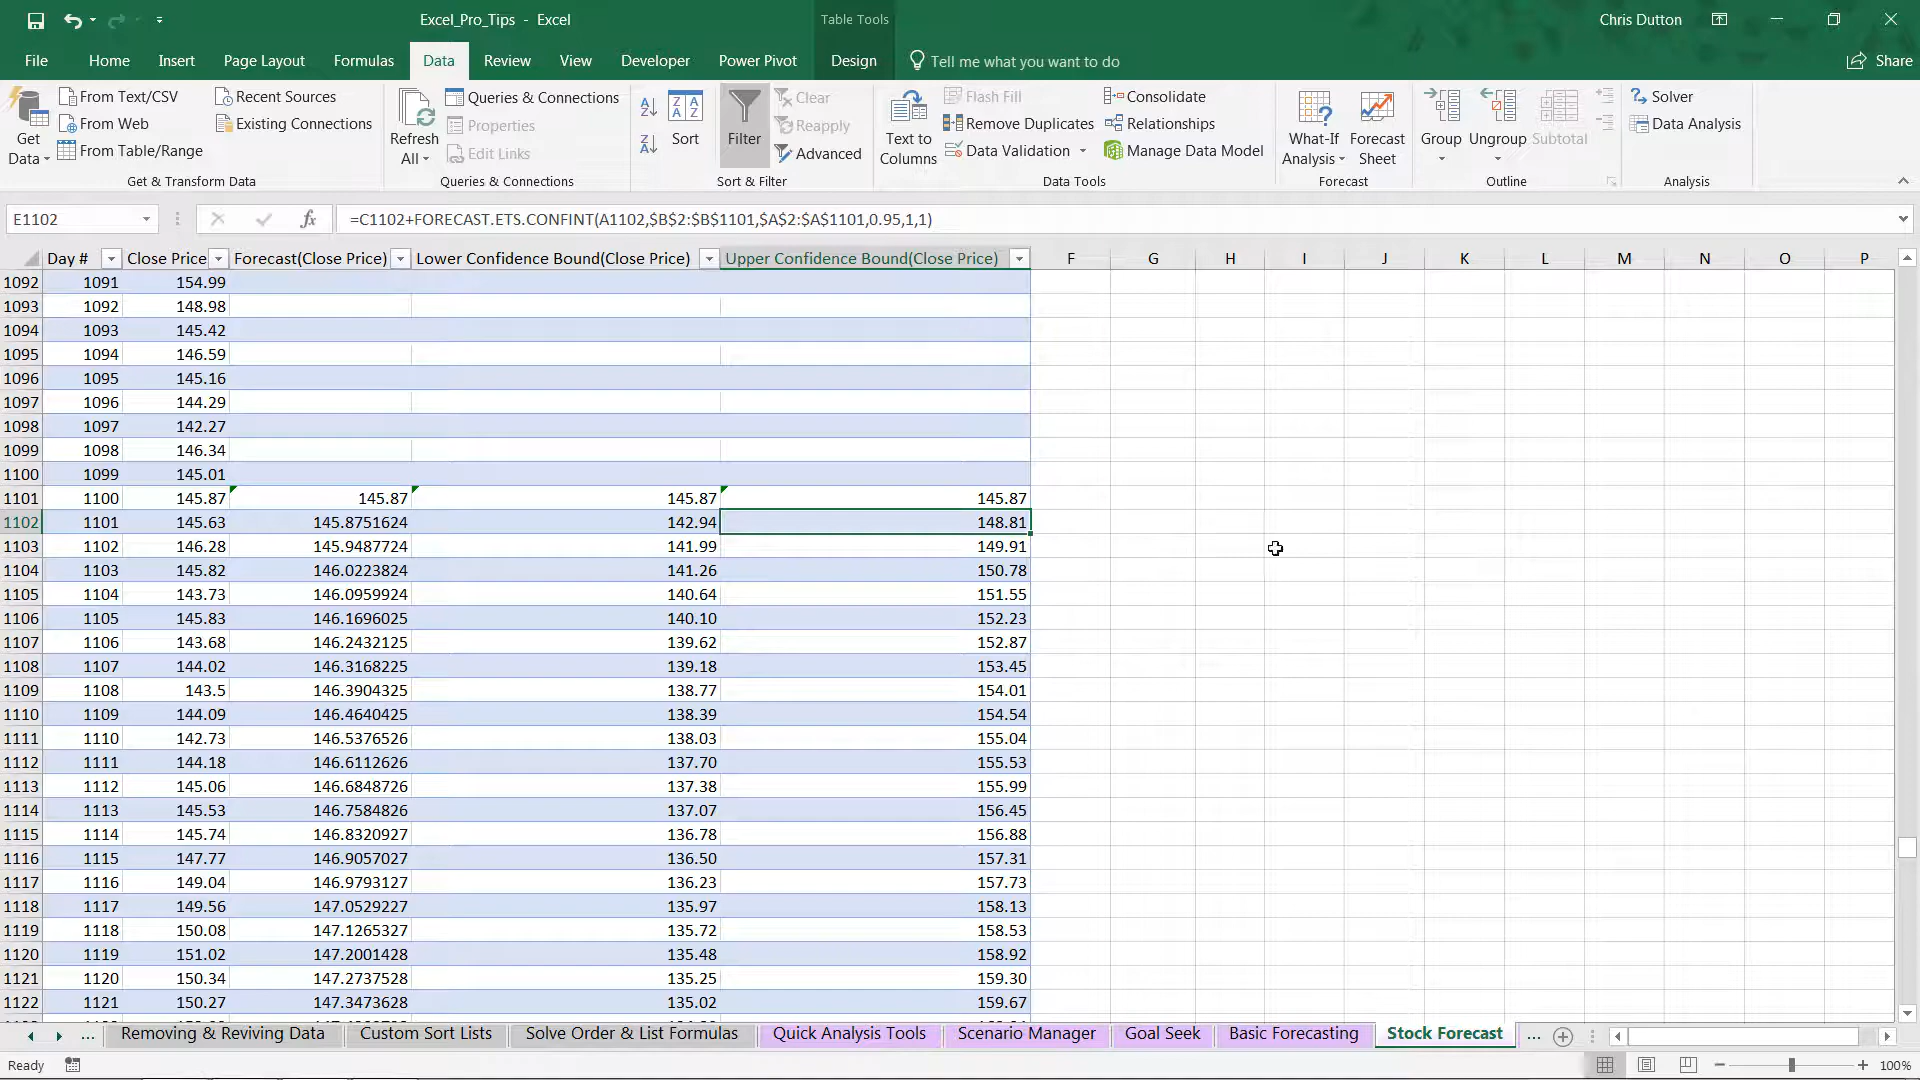 Excel_Pro_Tips - Excel
Table Tools
Chris Dutton
File Home Insert Page Layout Formulas Data Review View Developer Power Pivot Design Tell me what you want to do Share
Get Data
From Text/CSV
From Web
From Table/Range
Recent Sources
Existing Connections
Get & Transform Data
Refresh All
Queries & Connections
Properties
Edit Links
Queries & Connections
Sort
Filter
Clear
Reapply
Advanced
Sort & Filter
Text to Columns
Flash Fill
Remove Duplicates
Data Validation
Consolidate
Relationships
Manage Data Model
Data Tools
What-If Analysis
Forecast Sheet
Forecast
Group
Ungroup
Subtotal
Outline
Solver
Data Analysis
Analysis
E1102 fx =C1102+FORECAST.ETS.CONFINT(A1102,$B$2:$B$1101,$A$2:$A$1101,0.95,1,1)
Day # Close Price Forecast(Close Price) Lower Confidence Bound(Close Price) Upper Confidence Bound(Close Price) F G H I J K L M N O P
1092 1091 154.99
1093 1092 148.98
1094 1093 145.42
1095 1094 146.59
1096 1095 145.16
1097 1096 144.29
1098 1097 142.27
1099 1098 146.34
1100 1099 145.01
1101 1100 145.87 145.87 145.87 145.87
1102 1101 145.63 145.8751624 142.94 148.81
1103 1102 146.28 145.9487724 141.99 149.91
1104 1103 145.82 146.0223824 141.26 150.78
1105 1104 143.73 146.0959924 140.64 151.55
1106 1105 145.83 146.1696025 140.10 152.23
1107 1106 143.68 146.2432125 139.62 152.87
1108 1107 144.02 146.3168225 139.18 153.45
1109 1108 143.5 146.3904325 138.77 154.01
1110 1109 144.09 146.4640425 138.39 154.54
1111 1110 142.73 146.5376526 138.03 155.04
1112 1111 144.18 146.6112626 137.70 155.53
1113 1112 145.06 146.6848726 137.38 155.99
1114 1113 145.53 146.7584826 137.07 156.45
1115 1114 145.74 146.8320927 136.78 156.88
1116 1115 147.77 146.9057027 136.50 157.31
1117 1116 149.04 146.9793127 136.23 157.73
1118 1117 149.56 147.0529227 135.97 158.13
1119 1118 150.08 147.1265327 135.72 158.53
1120 1119 151.02 147.2001428 135.48 158.92
1121 1120 150.34 147.2737528 135.25 159.30
1122 1121 150.27 147.3473628 135.02 159.67
... Removing & Reviving Data Custom Sort Lists Solve Order & List Formulas Quick Analysis Tools Scenario Manager Goal Seek Basic Forecasting Stock Forecast ...
Ready 100%